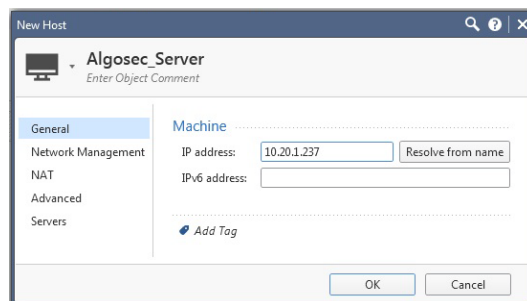 New Host
Algosec_Server
Enter Object Comment
General
Network Management
NAT
Advanced
Servers
Machine
IP address: 10.20.1.237 Resolve from name
IPv6 address:
Add Tag
OK Cancel